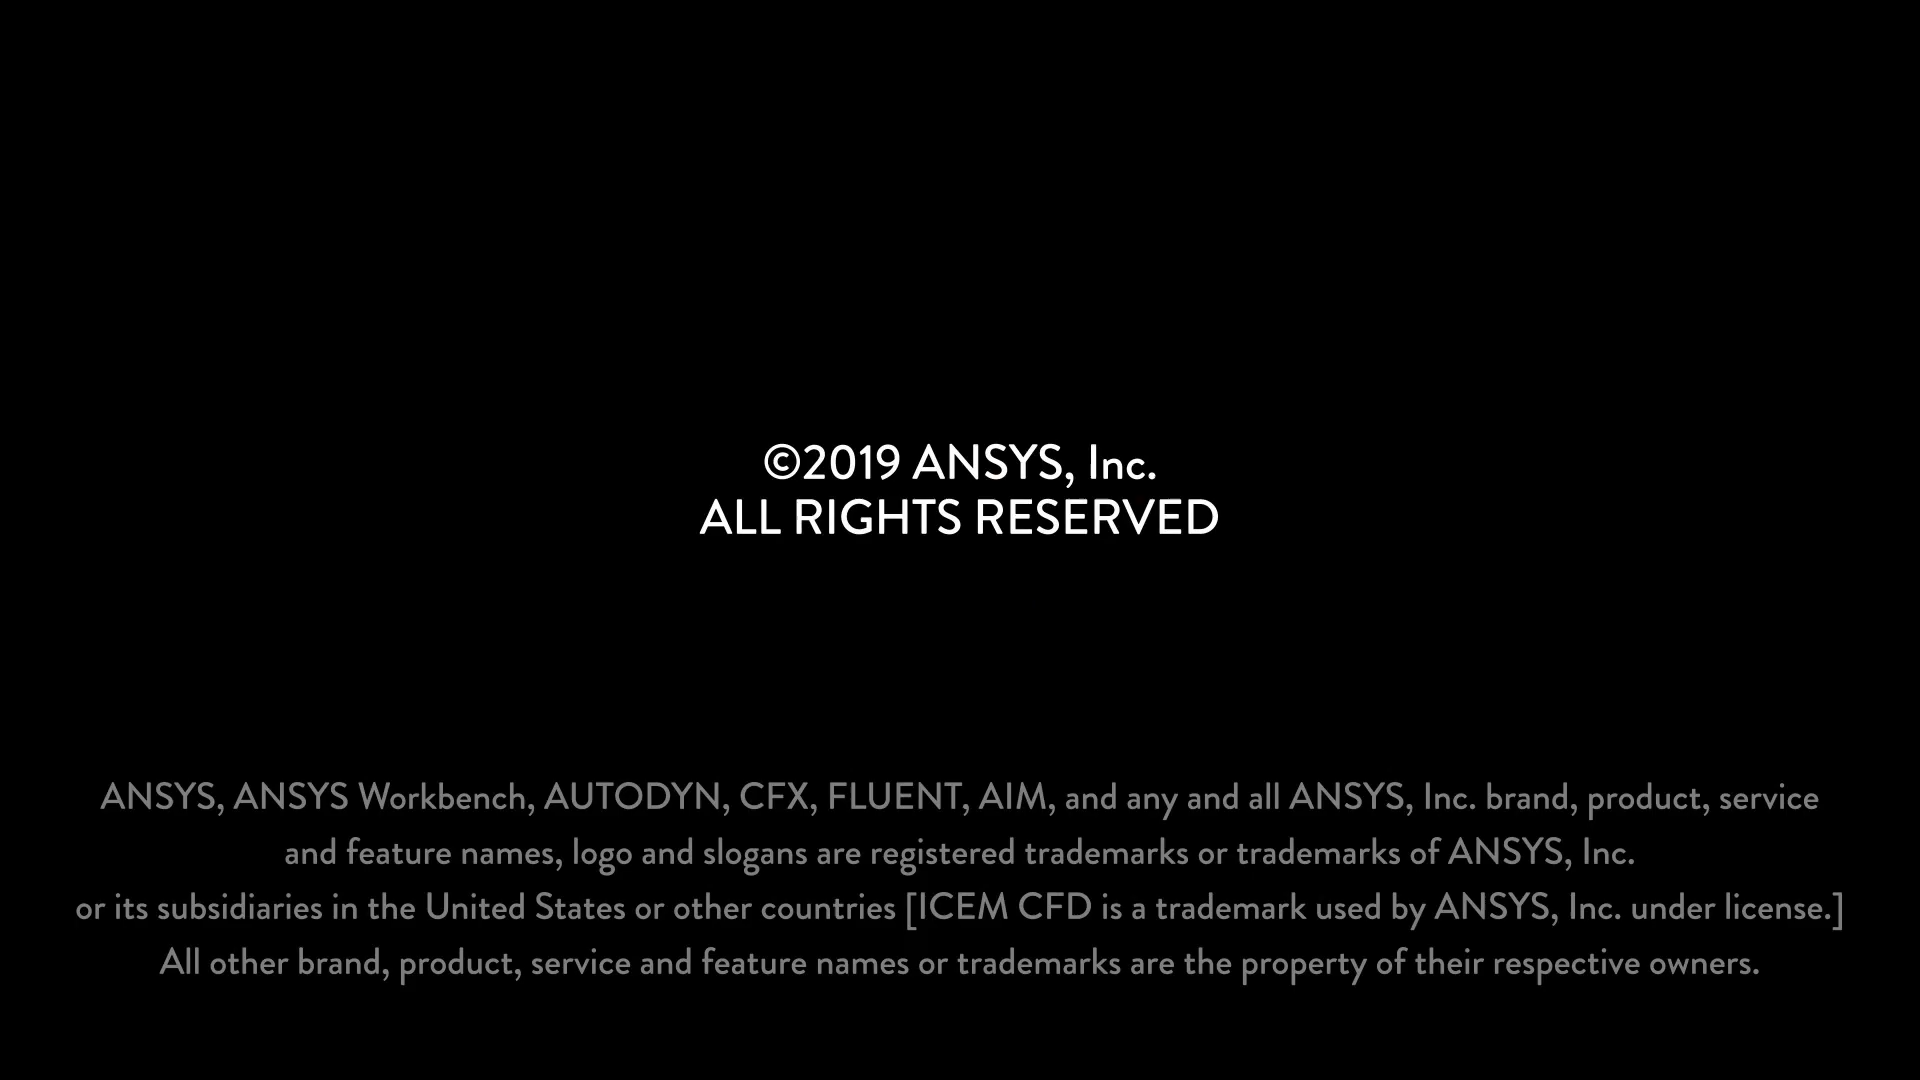 ©2019 ANSYS, Inc.
ALL RIGHTS RESERVED
ANSYS, ANSYS Workbench, AUTODYN, CFX, FLUENT, AIM, and any and all ANSYS, Inc. brand, product, service
and feature names, logo and slogans are registered trademarks or trademarks of ANSYS, Inc.
or its subsidiaries in the United States or other countries [ICEM CFD is a trademark used by ANSYS, Inc. under license.]
All other brand, product, service and feature names or trademarks are the property of their respective owners.